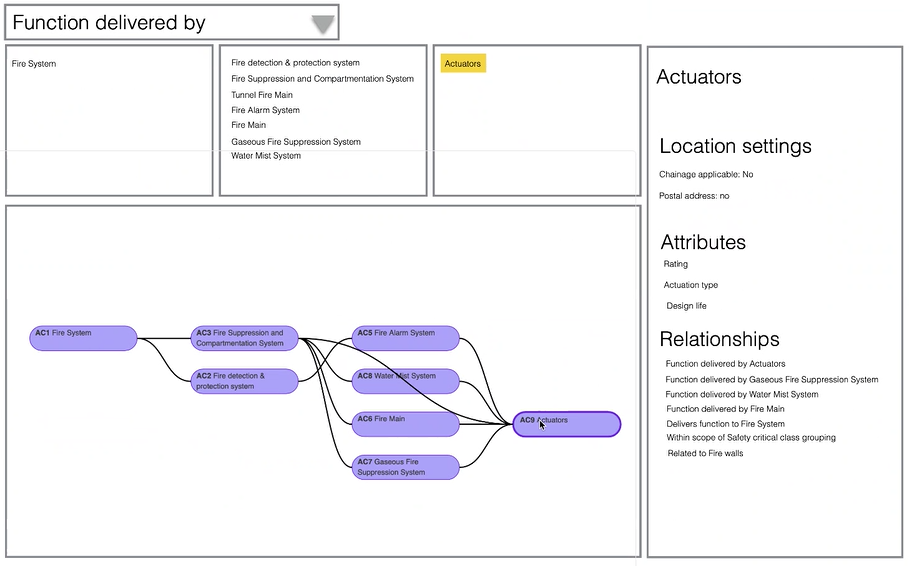 Function delivered by
Fire System
Fire detection & protection system
Fire Suppression and Compartmentation System
Tunnel Fire Main
Fire Alarm System
Fire Main
Gaseous Fire Suppression System
Water Mist System
Actuators
AC1 Fire System
AC3 Fire Suppression and
Compartmentation System
AC2 Fire detection &
protection system
AC5 Fire Alarm System
AC8 Water Mist System
AC6 Fire Main
AC7 Gaseous Fire
Suppression System
AC9 Actuators
Actuators
Location settings
Chainage applicable: No
Postal address: no
Attributes
Rating
Actuation type
Design life
Relationships
Function delivered by Actuators
Function delivered by Gaseous Fire Suppression System
Function delivered by Water Mist System
Function delivered by Fire Main
Delivers function to Fire System
Within scope of Safety critical class grouping
Related to Fire walls